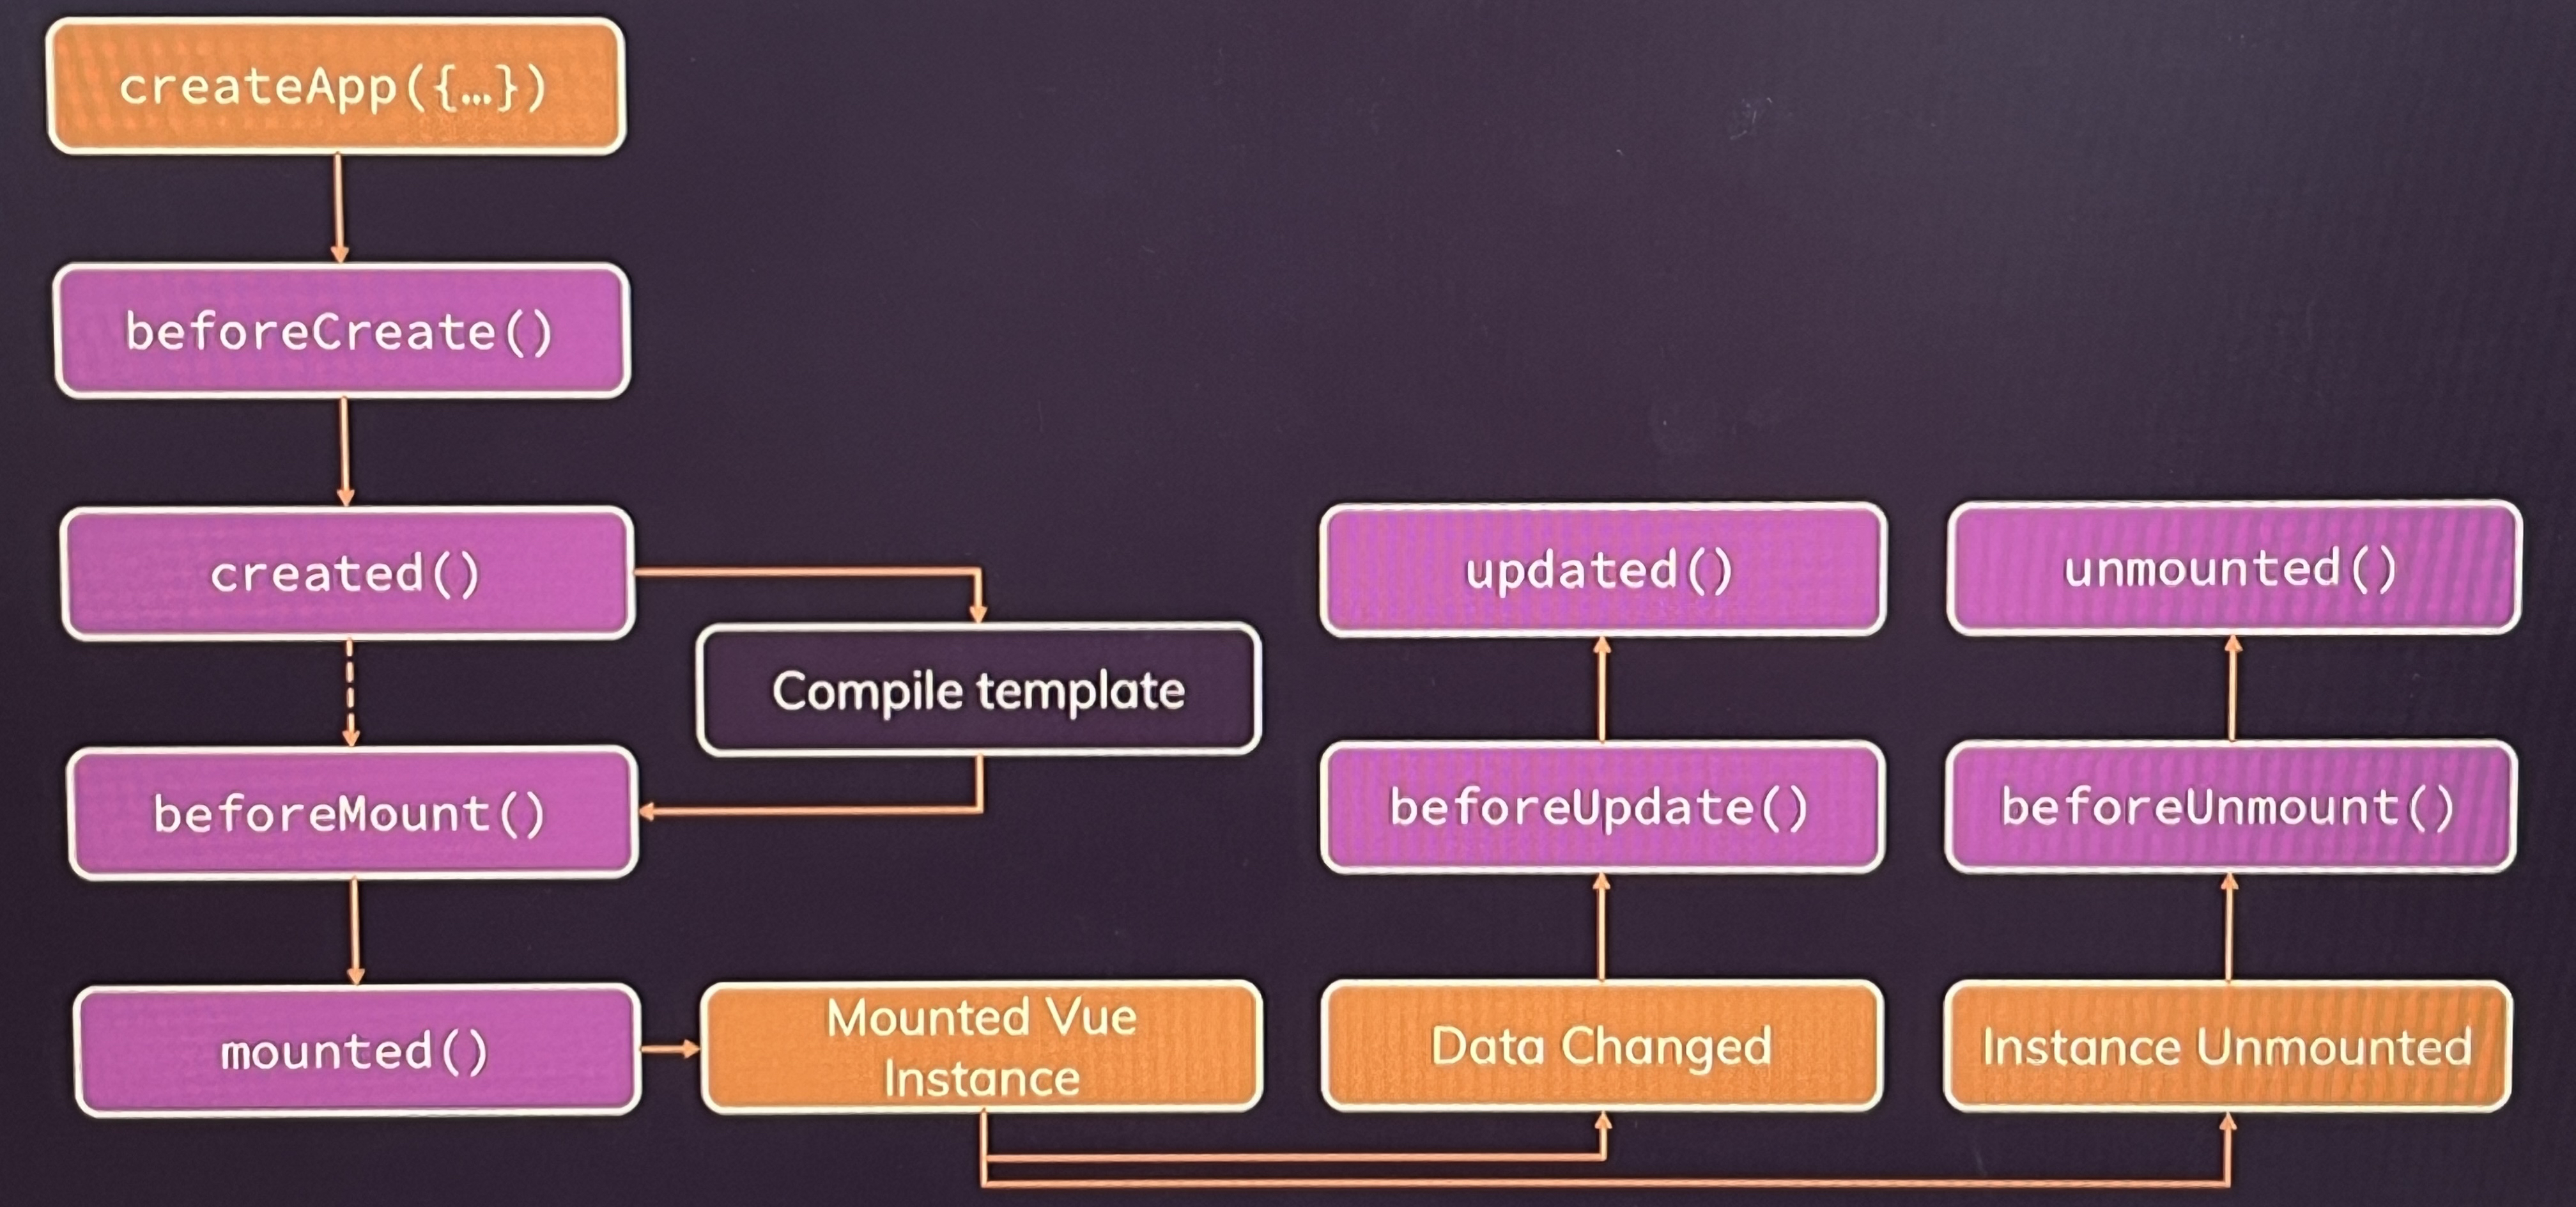 createApp({…})
beforeCreate()
created()
Compile template
beforeMount()
mounted()
Mounted Vue
Instance
updated()
beforeUpdate()
Data Changed
unmounted()
beforeUnmount()
Instance Unmounted